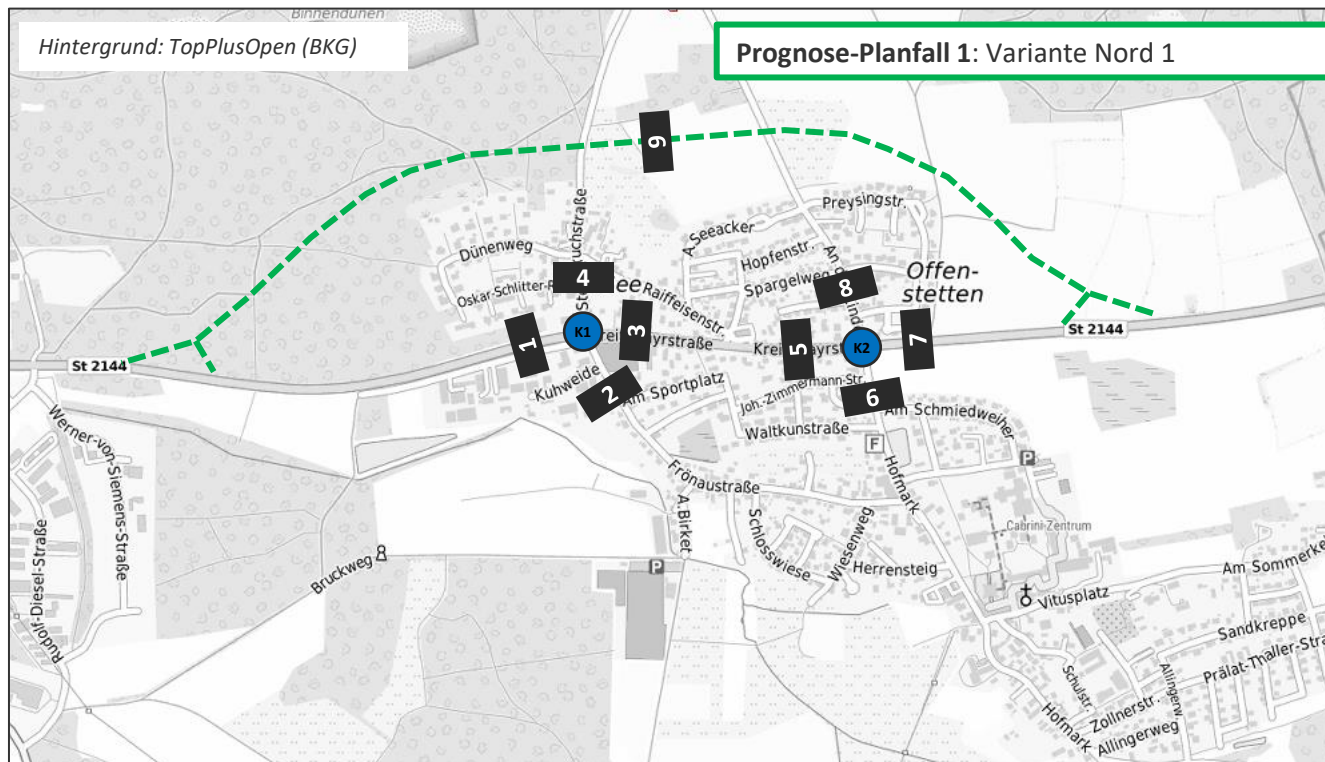 Binnendünen
Hintergrund: TopPlusOpen (BKG)
Prognose-Planfall 1: Variante Nord 1
9
Preysingstr.
A.Seeacker
Dünenweg
Hopfenstr.
Spargelweg
4
8
Offen-
stetten
Raiffeisenstr.
K1
3
1
5
K2
7
St 2144
St 2144
Kuhweide
2
Am Sportplatz
Joh.-Zimmermann-Str.
6
Am Schmiedweiher
Waltkunstraße
F
P
Werner-von-Siemens-Straße
Frönaustraße
Hofmark
Cabrini-Zentrum
A.Birket
Schlosswiese
Wiesenweg
Herrensteig
Bruckweg
P
Rudolf-Diesel-Straße
Vitusplatz
Am Sommerkel
Sandkreppe
Prälat-Thaller-Stra
Schulstr.
Allingerw.
Zollnerstr.
Hofmark
Allingerweg